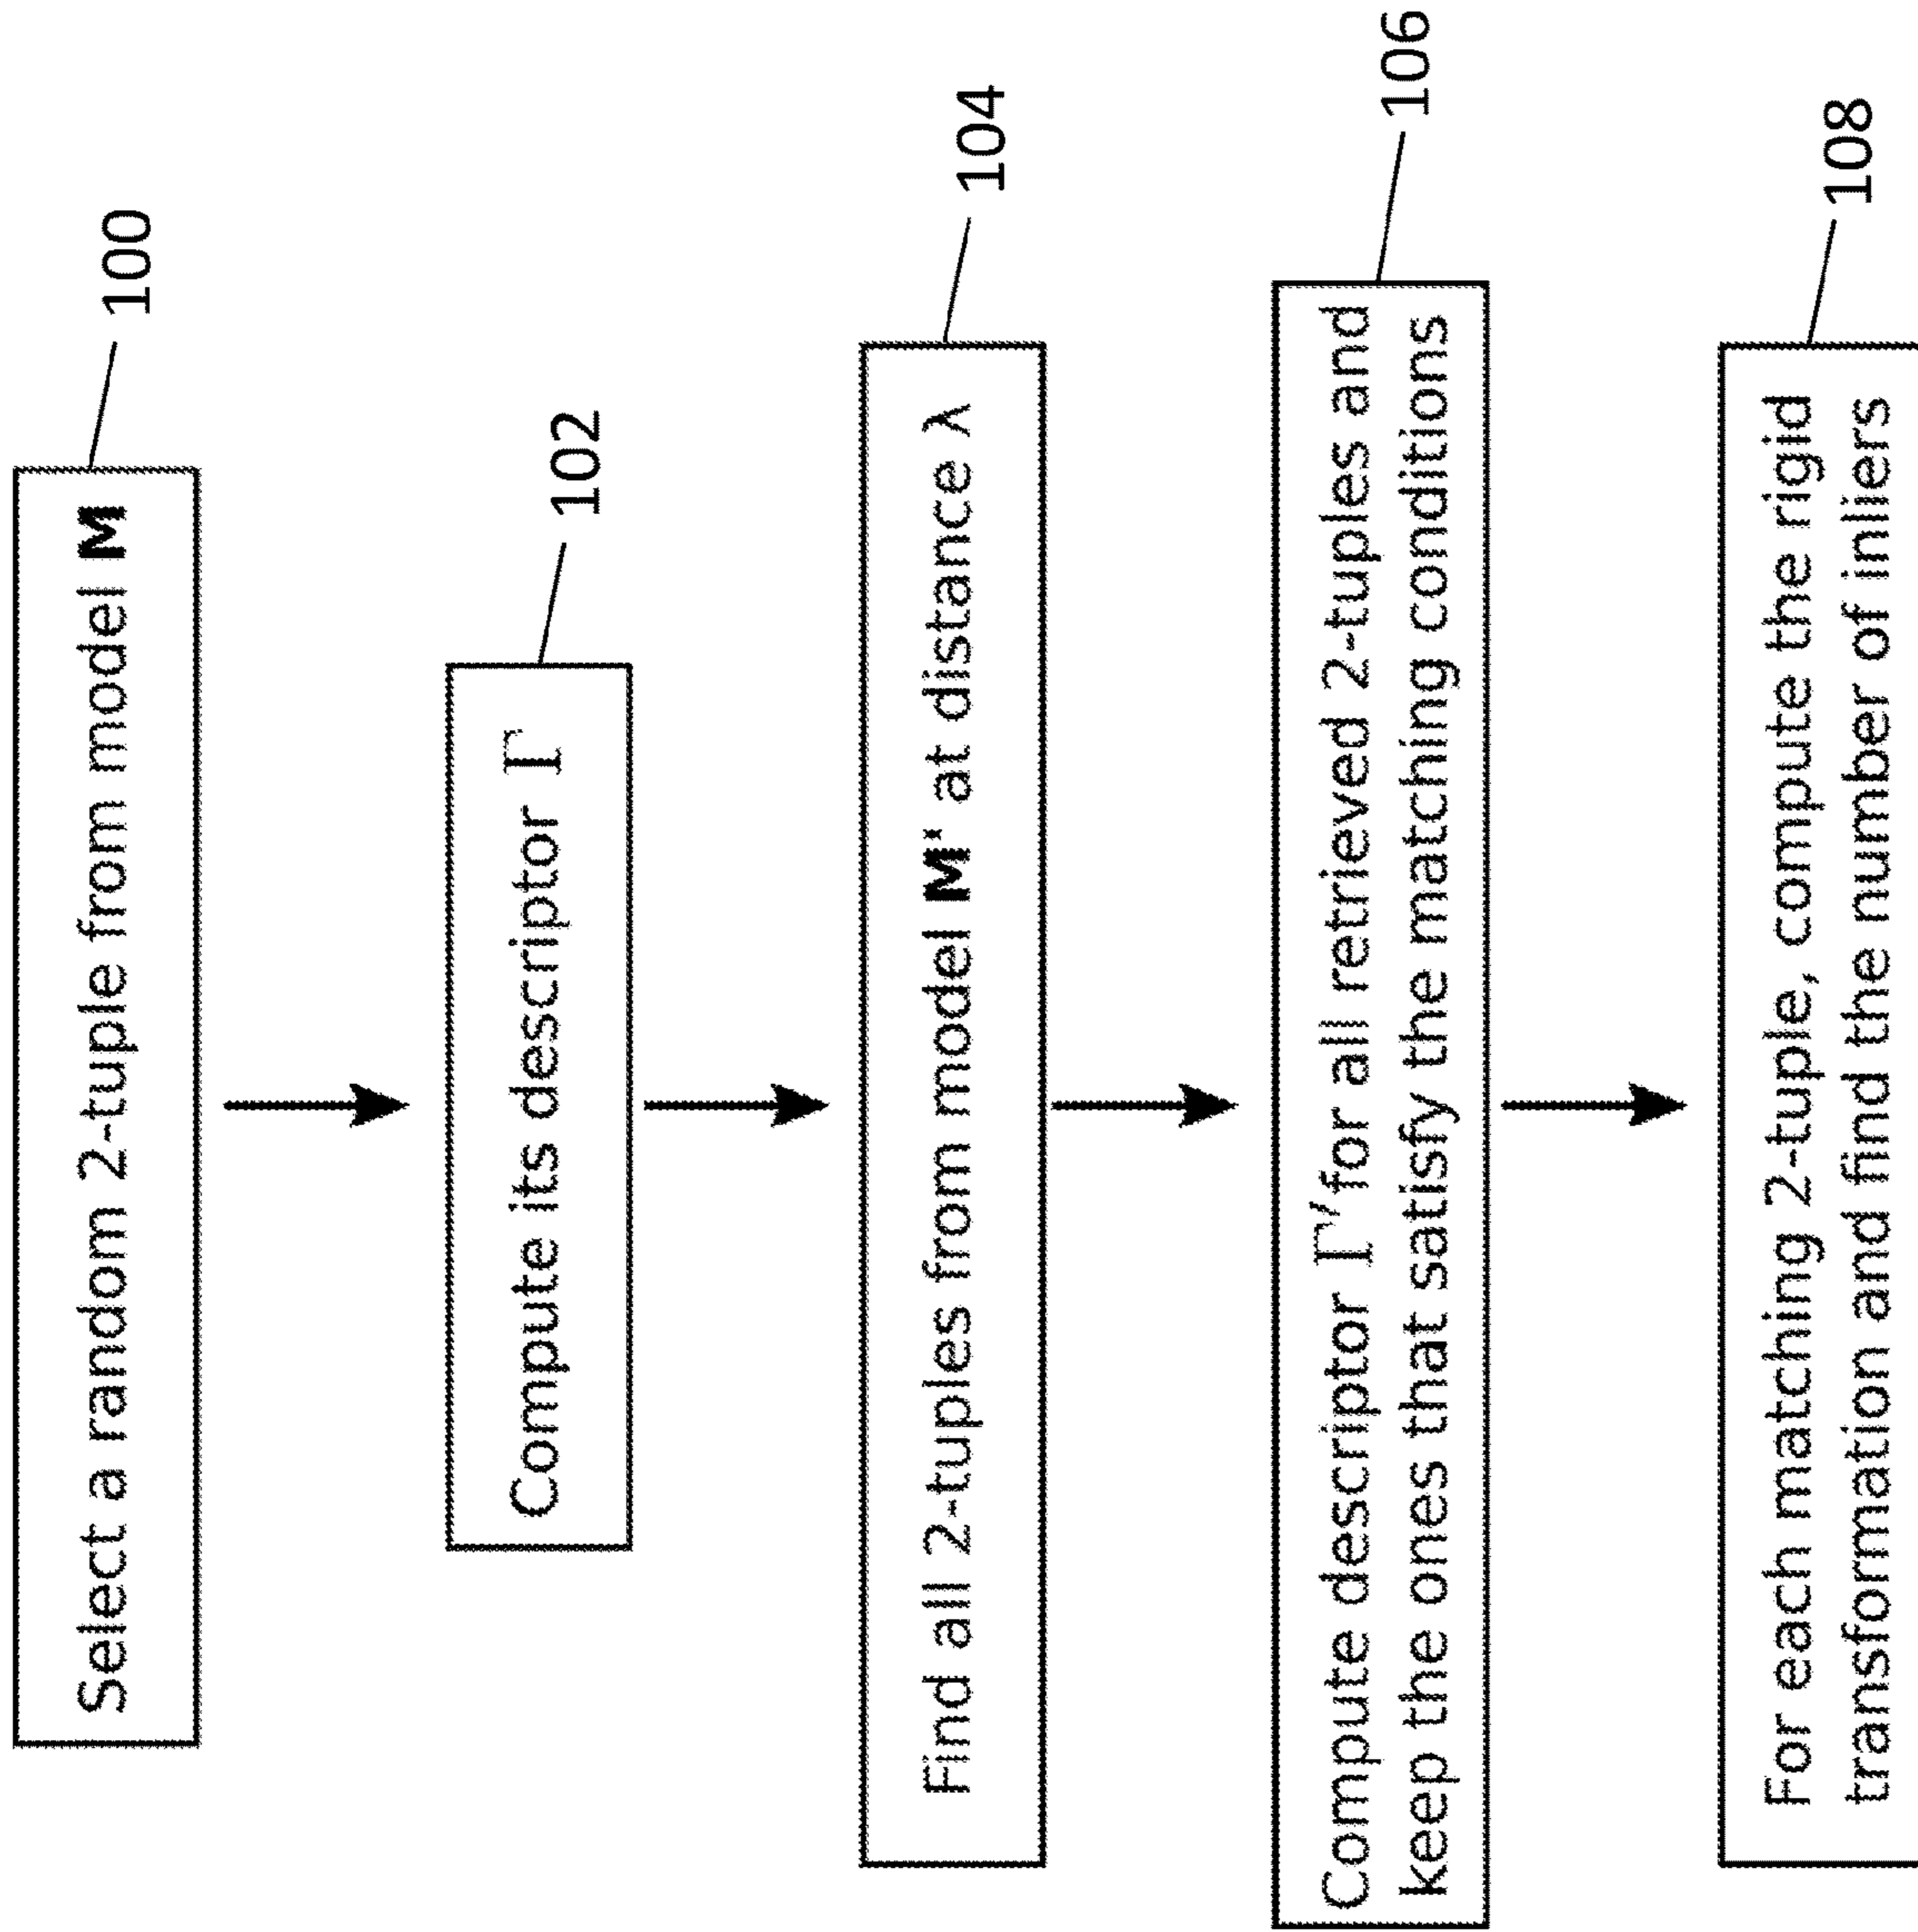 Select a random 2-tuple from model M
100
Compute its descriptor Γ
102
Find all 2-tuples from model M' at distance λ
104
Compute descriptor Γ′for all retrieved 2-tuples and
keep the ones that satisfy the matching conditions
106
For each matching 2-tuple, compute the rigid
transformation and find the number of inliers
108